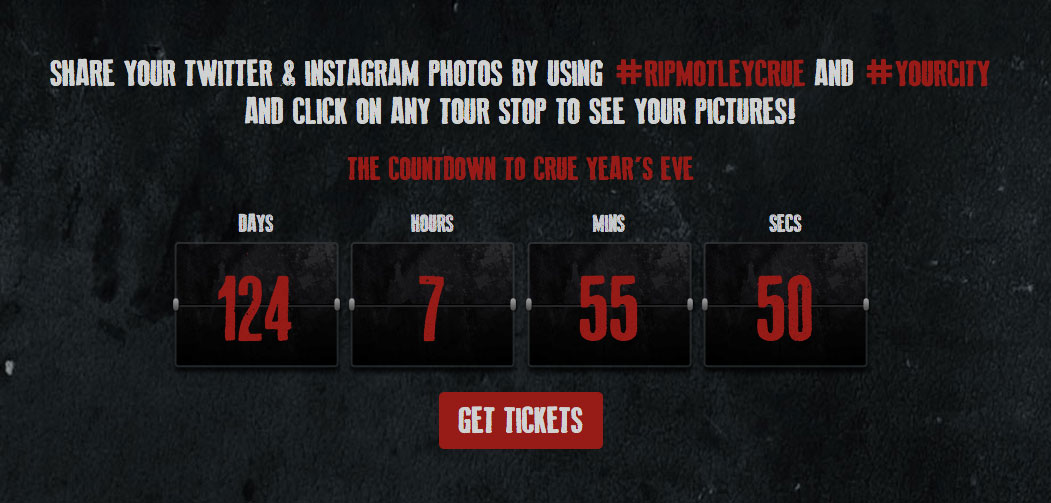 SHARE YOUR TWITTER & INSTAGRAM PHOTOS BY USING #RIPMOTLEYCRUE AND #YOURCITY
AND CLICK ON ANY TOUR STOP TO SEE YOUR PICTURES!
THE COUNTDOWN TO CRUE YEAR'S EVE
DAYS HOURS MINS SECS
124 7 55 50
GET TICKETS